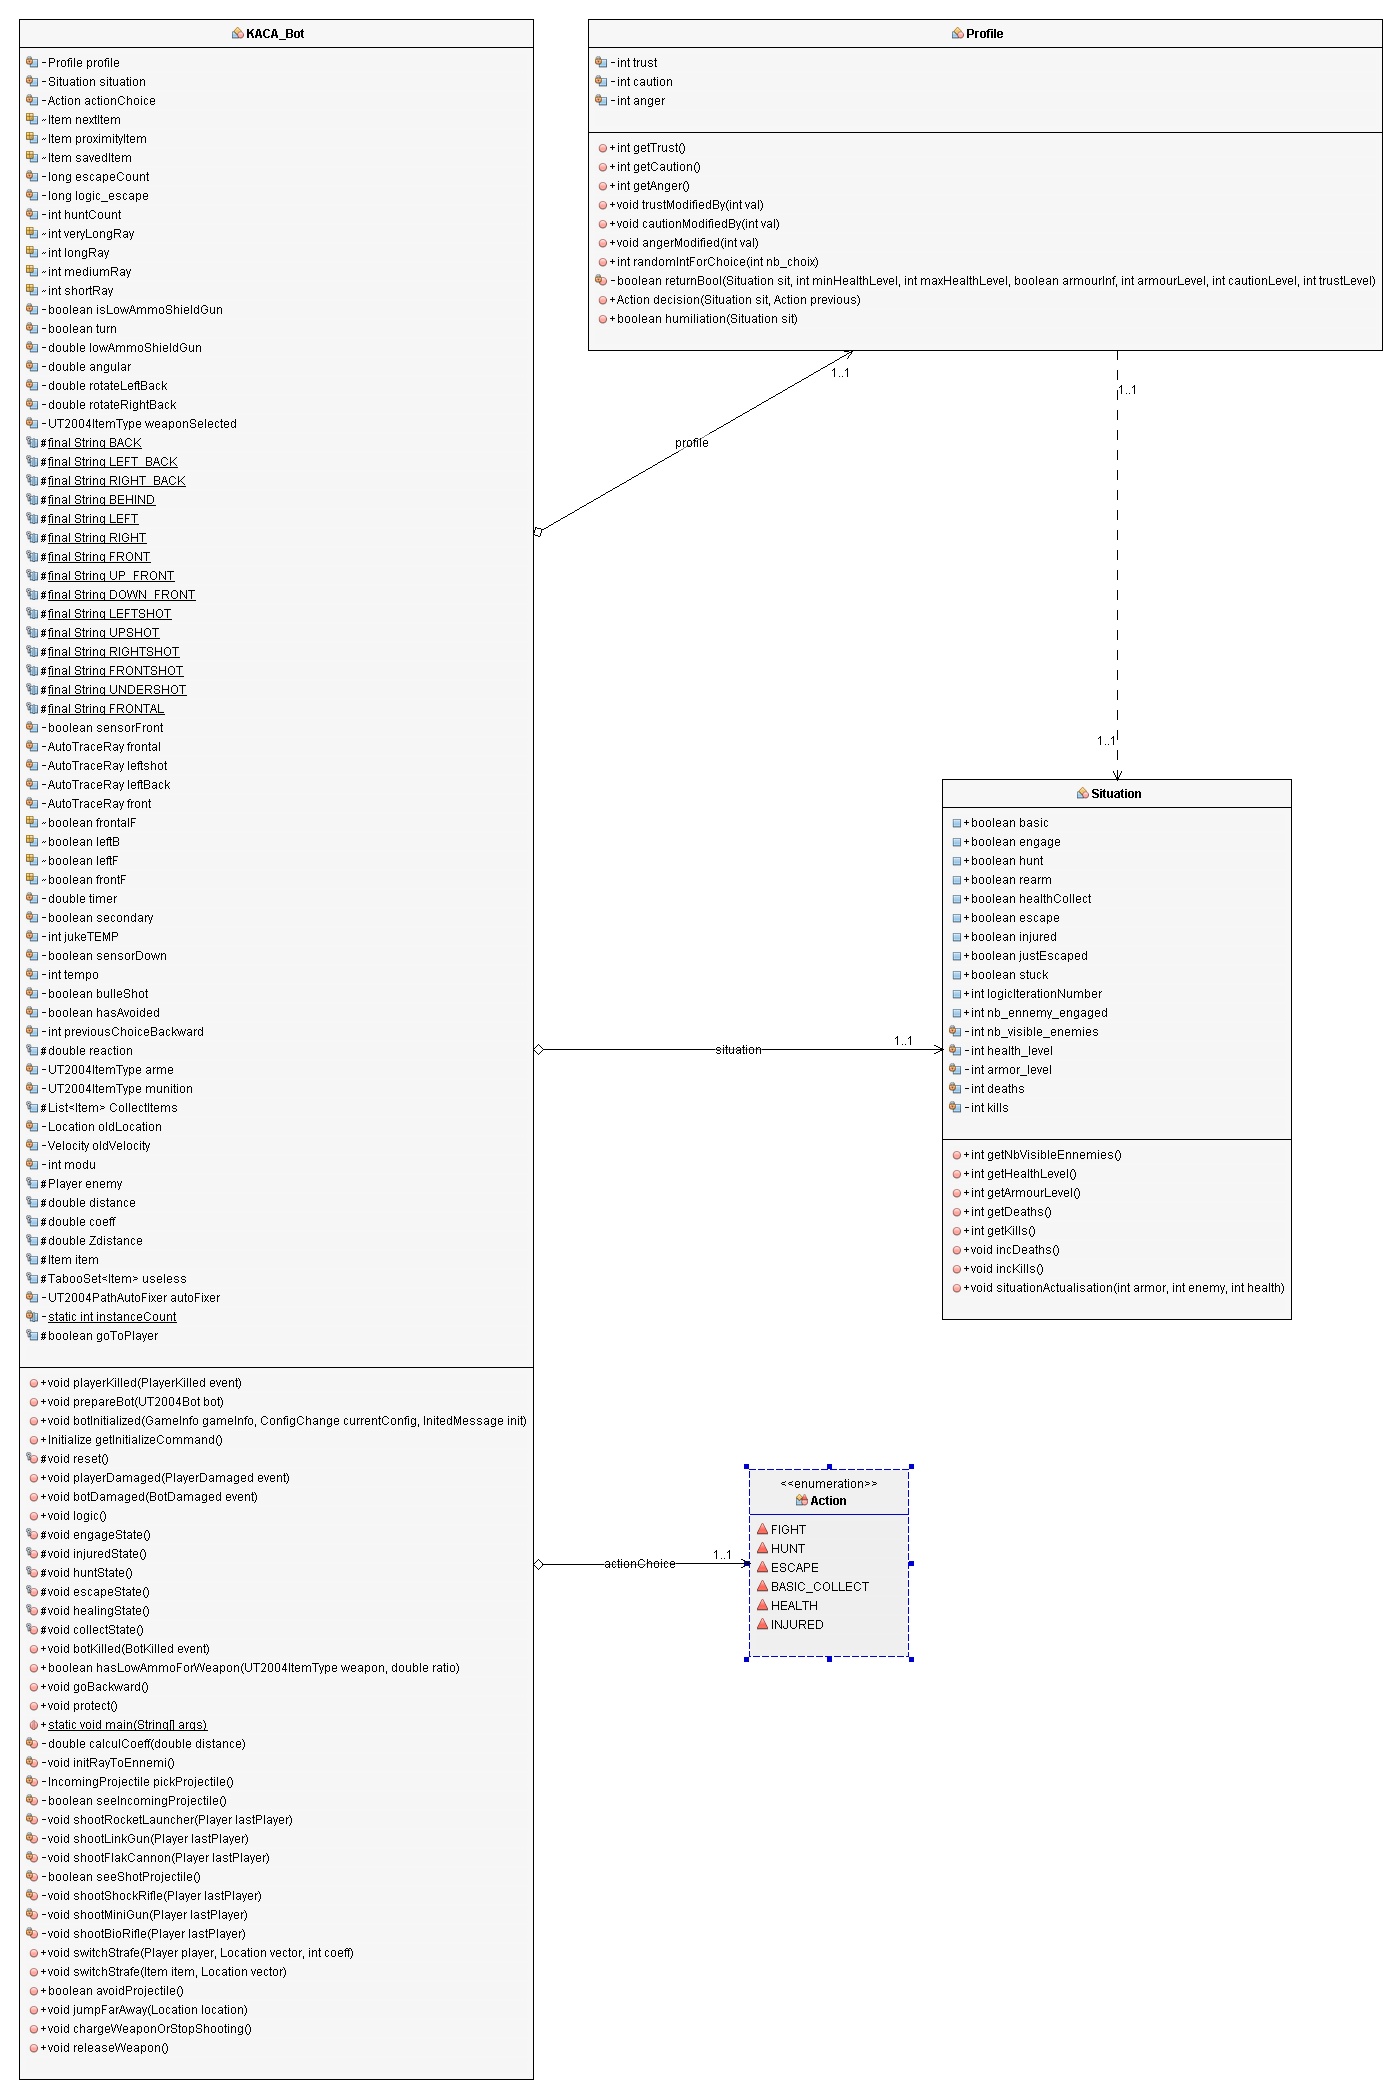 KACA_Bot
-Profile profile
-Situation situation
-Action actionChoice
~Item nextItem
~Item proximityItem
~Item savedItem
-long escapeCount
-long logic_escape
-int huntCount
~int veryLongRay
~int longRay
~int mediumRay
~int shortRay
-boolean isLowAmmoShieldGun
-boolean turn
-double lowAmmoShieldGun
-double angular
-double rotateLeftBack
-double rotateRightBack
-UT2004ItemType weaponSelected
#final String BACK
#final String LEFT_BACK
#final String RIGHT_BACK
#final String BEHIND
#final String LEFT
#final String RIGHT
#final String FRONT
#final String UP_FRONT
#final String DOWN_FRONT
#final String LEFTSHOT
#final String UPSHOT
#final String RIGHTSHOT
#final String FRONTSHOT
#final String UNDERSHOT
#final String FRONTAL
-boolean sensorFront
-AutoTraceRay frontal
-AutoTraceRay leftshot
-AutoTraceRay leftBack
-AutoTraceRay front
~boolean frontalF
~boolean leftB
~boolean leftF
~boolean frontF
-double timer
-boolean secondary
-int jukeTEMP
-boolean sensorDown
-int tempo
-boolean bulleShot
-boolean hasAvoided
-int previousChoiceBackward
#double reaction
-UT2004ItemType arme
-UT2004ItemType munition
#List<Item> CollectItems
-Location oldLocation
-Velocity oldVelocity
-int modu
#Player enemy
#double distance
#double coeff
#double Zdistance
#Item item
#TabooSet<Item> useless
-UT2004PathAutoFixer autoFixer
-static int instanceCount
#boolean goToPlayer
+void playerKilled(PlayerKilled event)
+void prepareBot(UT2004Bot bot)
+void botInitialized(GameInfo gameInfo, ConfigChange currentConfig, InitedMessage init)
+Initialize getInitializeCommand()
#void reset()
+void playerDamaged(PlayerDamaged event)
+void botDamaged(BotDamaged event)
+void logic()
#void engageState()
#void injuredState()
#void huntState()
#void escapeState()
#void healingState()
#void collectState()
+void botKilled(BotKilled event)
+boolean hasLowAmmoForWeapon(UT2004ItemType weapon, double ratio)
+void goBackward()
+void protect()
+static void main(String[] args)
-double calculCoeff(double distance)
-void initRayToEnnemi()
-IncomingProjectile pickProjectile()
-boolean seeIncomingProjectile()
-void shootRocketLauncher(Player lastPlayer)
-void shootLinkGun(Player lastPlayer)
-void shootFlakCannon(Player lastPlayer)
-boolean seeShotProjectile()
-void shootShockRifle(Player lastPlayer)
-void shootMiniGun(Player lastPlayer)
-void shootBioRifle(Player lastPlayer)
+void switchStrafe(Player player, Location vector, int coeff)
+void switchStrafe(Item item, Location vector)
+boolean avoidProjectile()
+void jumpFarAway(Location location)
+void chargeWeaponOrStopShooting()
+void releaseWeapon()
Profile
-int trust
-int caution
-int anger
+int getTrust()
+int getCaution()
+int getAnger()
+void trustModifiedBy(int val)
+void cautionModifiedBy(int val)
+void angerModified(int val)
+int randomIntForChoice(int nb_choix)
-boolean returnBool(Situation sit, int minHealthLevel, int maxHealthLevel, boolean armourInf, int armourLevel, int cautionLevel, int trustLevel)
+Action decision(Situation sit, Action previous)
+boolean humiliation(Situation sit)
1..1
1..1
profile
1..1
Situation
+boolean basic
+boolean engage
+boolean hunt
+boolean rearm
+boolean healthCollect
+boolean escape
+boolean injured
+boolean justEscaped
+boolean stuck
+int logicIterationNumber
+int nb_ennemy_engaged
-int nb_visible_enemies
-int health_level
-int armor_level
-int deaths
-int kills
+int getNbVisibleEnnemies()
+int getHealthLevel()
+int getArmourLevel()
+int getDeaths()
+int getKills()
+void incDeaths()
+void incKills()
+void situationActualisation(int armor, int enemy, int health)
situation
1..1
<<enumeration>>
Action
FIGHT
HUNT
ESCAPE
BASIC_COLLECT
HEALTH
INJURED
actionChoice
1..1